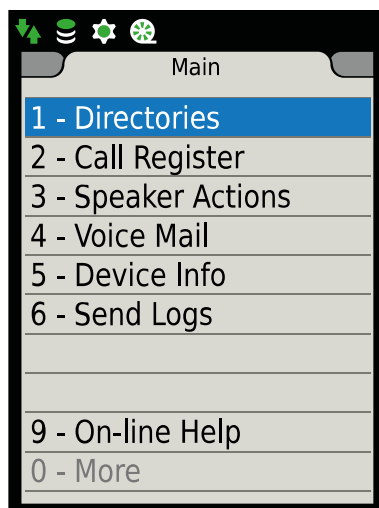 Main
1 - Directories
2 - Call Register
3 - Speaker Actions
4 - Voice Mail
5 - Device Info
6 - Send Logs
9 - On-line Help
0 - More